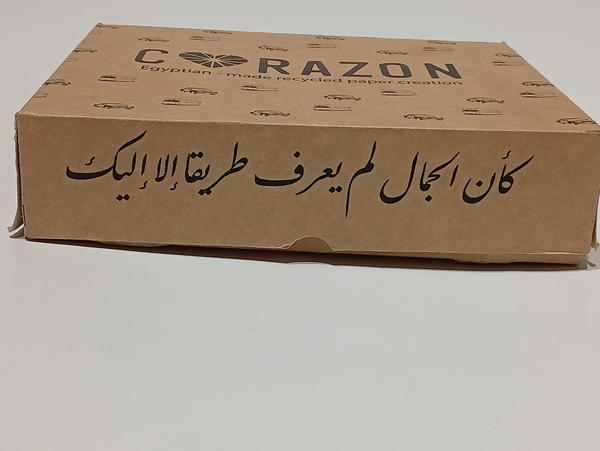 C RAZON
Egyptian - made recycled paper creation
كأن الجمال لم يعرف طريقا إلا إليك